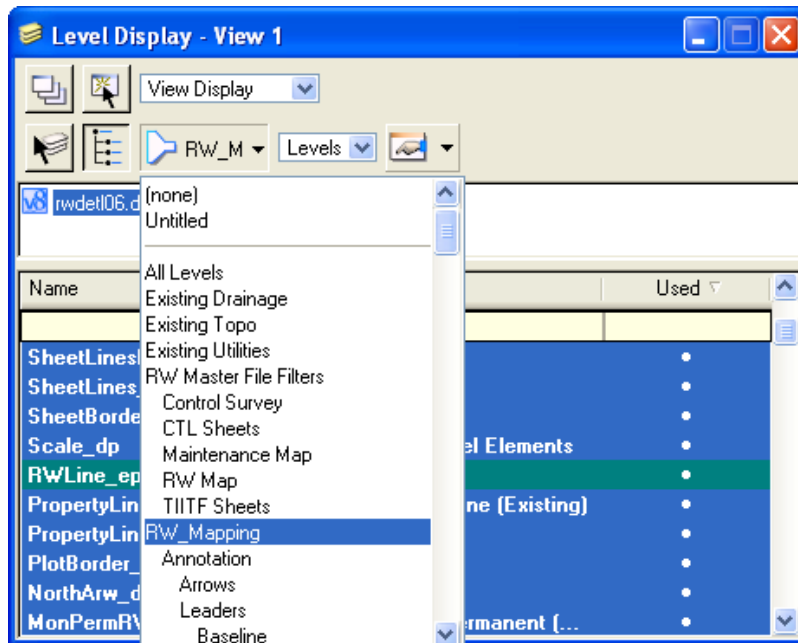 Level Display - View 1
View Display
RW_M
Levels
v8 rwdetl06.d
(none)
Untitled
All Levels
Existing Drainage
Existing Topo
Existing Utilities
RW Master File Filters
Control Survey
CTL Sheets
Maintenance Map
RW Map
TIITF Sheets
RW_Mapping
Annotation
Arrows
Leaders
Baseline
Name Used
SheetLines
SheetLines_
SheetBorde
Scale_dp el Elements
RWLine_ep
PropertyLin ne (Existing)
PropertyLin
PlotBorder_
NorthArw_d
MonPermRV rmanent (...